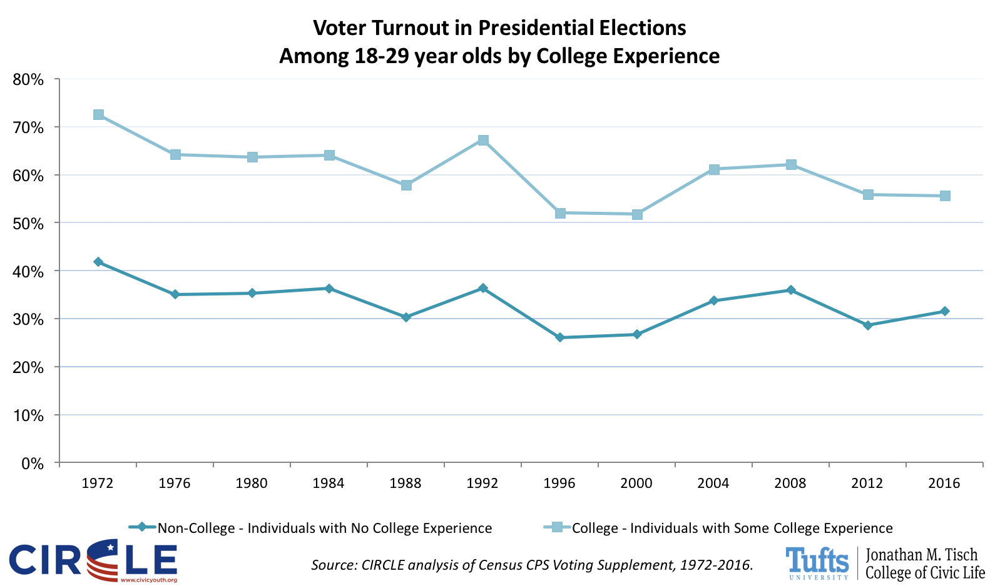 Voter Turnout in Presidential Elections
Among 18-29 year olds by College Experience
80%
70%
60%
50%
40%
30%
20%
10%
0%
1972 1976 1980 1984 1988 1992 1996 2000 2004 2008 2012 2016
Non-College - Individuals with No College Experience College - Individuals with Some College Experience
CIRCLE
www.civicyouth.org
Source: CIRCLE analysis of Census CPS Voting Supplement, 1972-2016.
Tufts
UNIVERSITY
Jonathan M. Tisch
College of Civic Life